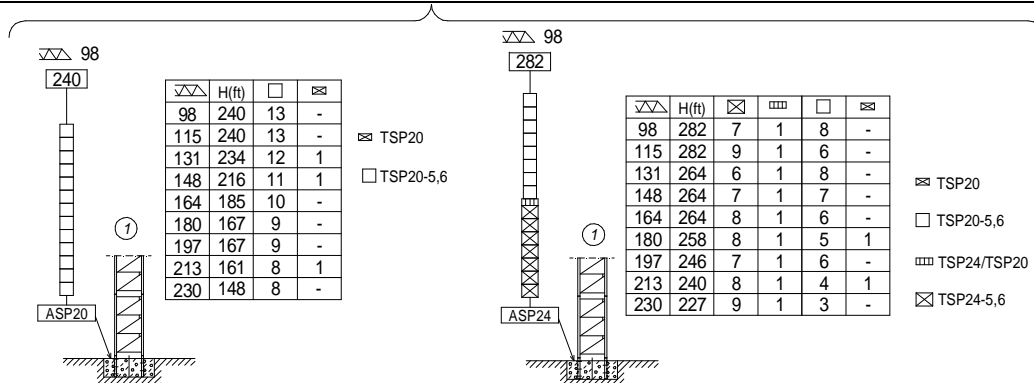 98
240
H(ft)
98 240 13 -
115 240 13 -
131 234 12 1
148 216 11 1
164 185 10 -
180 167 9 -
197 167 9 -
213 161 8 1
230 148 8 -
TSP20
TSP20-5,6
1
ASP20
98
282
H(ft)
98 282 7 1 8 -
115 282 9 1 6 -
131 264 6 1 8 -
148 264 7 1 7 -
164 264 8 1 6 -
180 258 8 1 5 1
197 246 7 1 6 -
213 240 8 1 4 1
230 227 9 1 3 -
TSP20
TSP20-5,6
TSP24/TSP20
TSP24-5,6
1
ASP24